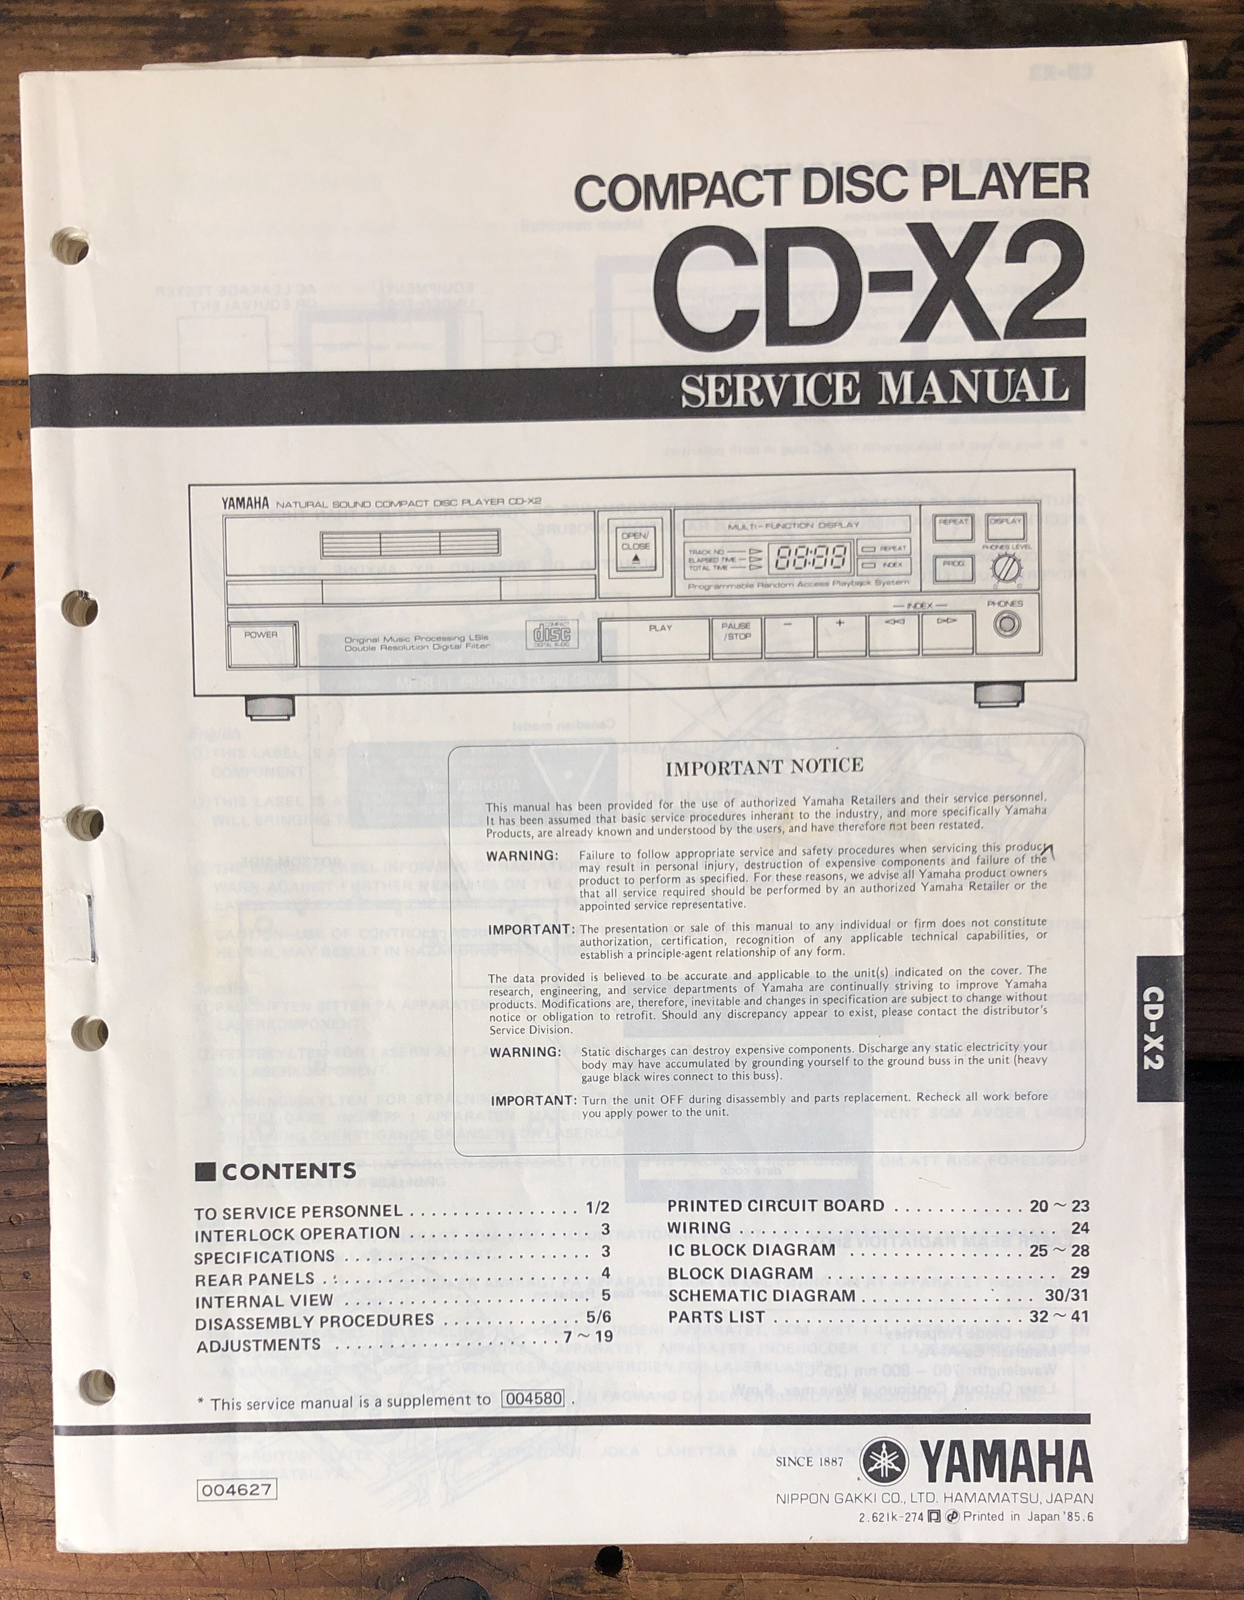 COMPACT DISC PLAYER
CD-X2
SERVICE MANUAL
YAMAHA NATURAL SOUND COMPACT DISC PLAYER CD-X2
OPEN/
CLOSE
MULTI-FUNCTION DISPLAY
TRACK NO
ELAPSED TIME
TOTAL TIME
88:88
REPEAT
INDEX
Programmable Random Access Playback System
REPEAT
DISPLAY
PHONES LEVEL
PROG
POWER
Original Music Processing LSIs
Double Resolution Digital Filter
COMPACT
disc
DIGITAL AUDIO
PLAY
PAUSE
/STOP
−
+
INDEX
PHONES
IMPORTANT NOTICE
This manual has been provided for the use of authorized Yamaha Retailers and their service personnel.
It has been assumed that basic service procedures inherant to the industry, and more specifically Yamaha
Products, are already known and understood by the users, and have therefore not been restated.
WARNING: Failure to follow appropriate service and safety procedures when servicing this product
may result in personal injury, destruction of expensive components and failure of the
product to perform as specified. For these reasons, we advise all Yamaha product owners
that all service required should be performed by an authorized Yamaha Retailer or the
appointed service representative.
IMPORTANT: The presentation or sale of this manual to any individual or firm does not constitute
authorization, certification, recognition of any applicable technical capabilities, or
establish a principle-agent relationship of any form.
The data provided is believed to be accurate and applicable to the unit(s) indicated on the cover. The
research, engineering, and service departments of Yamaha are continually striving to improve Yamaha
products. Modifications are, therefore, inevitable and changes in specification are subject to change without
notice or obligation to retrofit. Should any discrepancy appear to exist, please contact the distributor's
Service Division.
WARNING: Static discharges can destroy expensive components. Discharge any static electricity your
body may have accumulated by grounding yourself to the ground buss in the unit (heavy
gauge black wires connect to this buss).
IMPORTANT: Turn the unit OFF during disassembly and parts replacement. Recheck all work before
you apply power to the unit.
CD-X2
■ CONTENTS
TO SERVICE PERSONNEL ................ 1/2
INTERLOCK OPERATION .................. 3
SPECIFICATIONS ........................ 3
REAR PANELS .......................... 4
INTERNAL VIEW ........................ 5
DISASSEMBLY PROCEDURES ............. 5/6
ADJUSTMENTS ..................... 7 ~ 19
PRINTED CIRCUIT BOARD ............ 20 ~ 23
WIRING ............................... 24
IC BLOCK DIAGRAM ................. 25 ~ 28
BLOCK DIAGRAM ....................... 29
SCHEMATIC DIAGRAM ................. 30/31
PARTS LIST ....................... 32 ~ 41
* This service manual is a supplement to 004580 .
004627
SINCE 1887 YAMAHA
NIPPON GAKKI CO., LTD. HAMAMATSU, JAPAN
2.62Ik-274 Printed in Japan '85.6